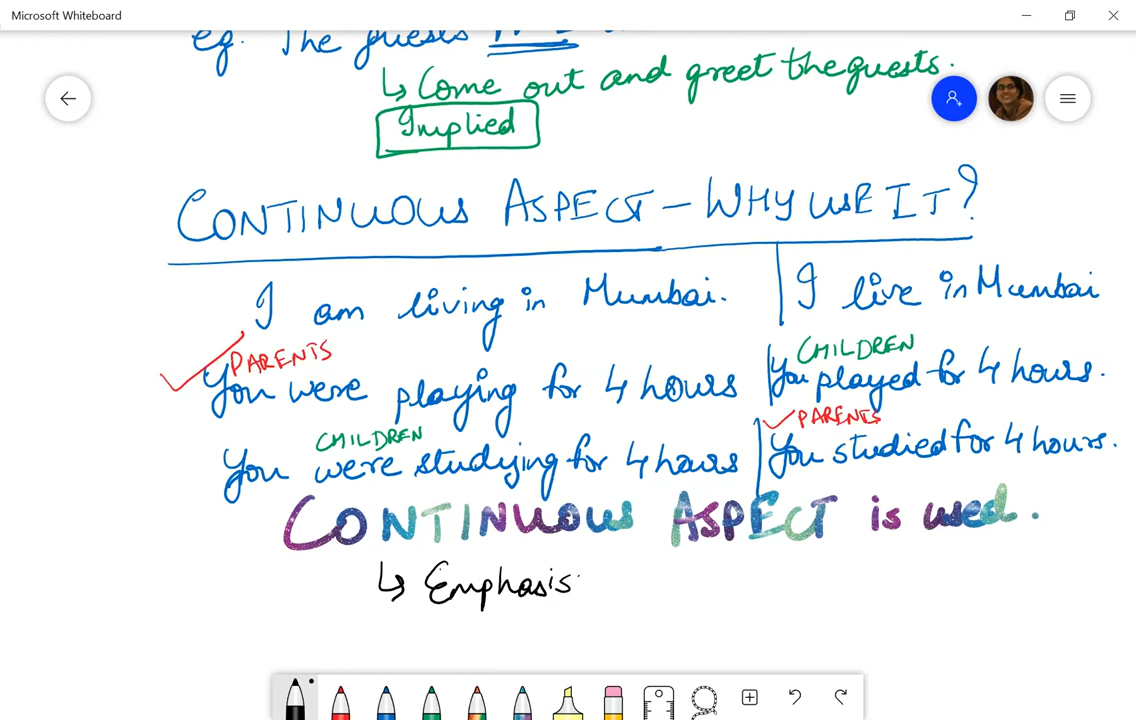 Microsoft Whiteboard
eg. The guests
↳ Come out and greet the guests.
Implied
CONTINUOUS ASPECT – WHY USE IT?
I am living in Mumbai. | I live in Mumbai
PARENTS CHILDREN
You were playing for 4 hours | You played for 4 hours.
CHILDREN PARENTS
You were studying for 4 hours | You studied for 4 hours.
CONTINUOUS ASPECT is used.
↳ Emphasis